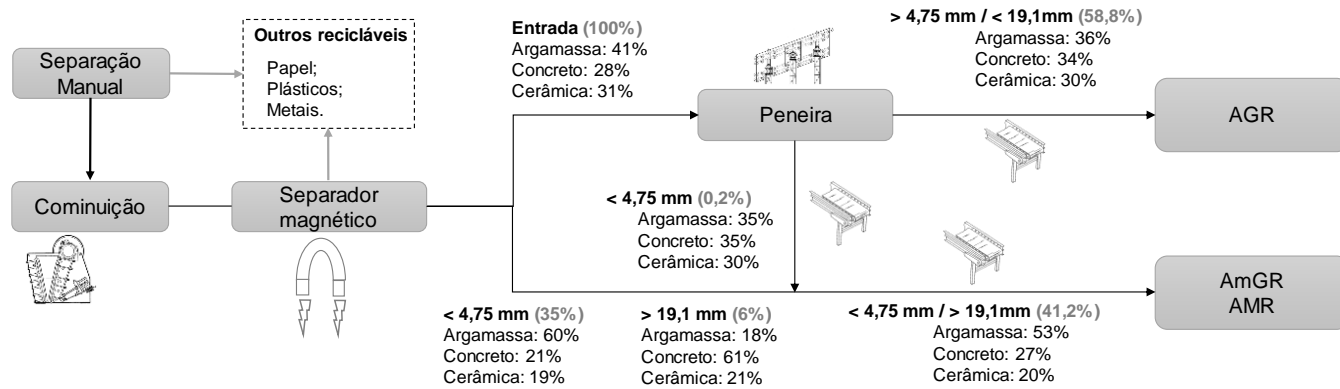 Separação
Manual
Outros recicláveis
Papel;
Plásticos;
Metais.
Cominuição
Separador
magnético
Entrada (100%)
Argamassa: 41%
Concreto: 28%
Cerâmica: 31%
Peneira
> 4,75 mm / < 19,1mm (58,8%)
Argamassa: 36%
Concreto: 34%
Cerâmica: 30%
AGR
< 4,75 mm (0,2%)
Argamassa: 35%
Concreto: 35%
Cerâmica: 30%
< 4,75 mm (35%)
Argamassa: 60%
Concreto: 21%
Cerâmica: 19%
> 19,1 mm (6%)
Argamassa: 18%
Concreto: 61%
Cerâmica: 21%
< 4,75 mm / > 19,1mm (41,2%)
Argamassa: 53%
Concreto: 27%
Cerâmica: 20%
AmGR
AMR